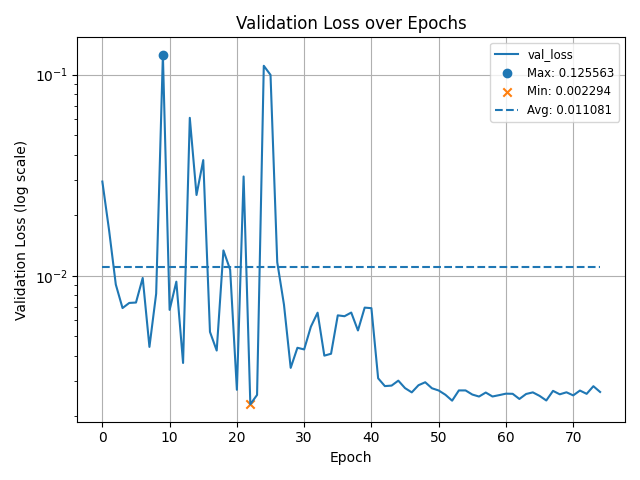 Validation Loss over Epochs
val_loss
Max: 0.125563
Min: 0.002294
Avg: 0.011081
Validation Loss (log scale)
10⁻¹
10⁻²
0 10 20 30 40 50 60 70
Epoch